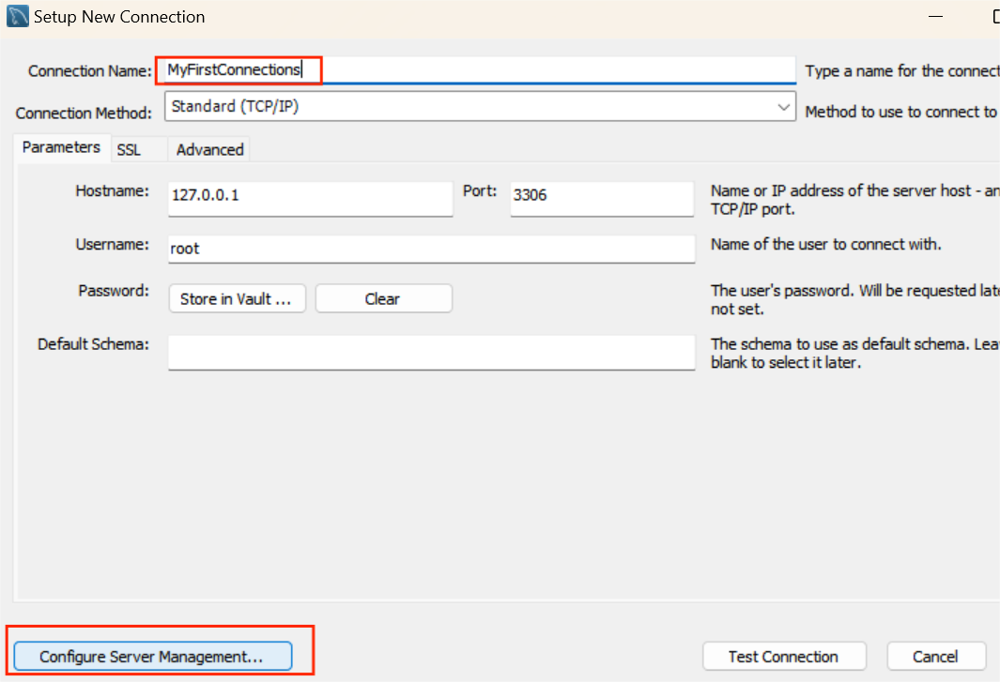 Setup New Connection
Connection Name: MyFirstConnections Type a name for the connect
Connection Method: Standard (TCP/IP) Method to use to connect to
Parameters SSL Advanced
Hostname: 127.0.0.1 Port: 3306 Name or IP address of the server host - an
TCP/IP port.
Username: root Name of the user to connect with.
Password: Store in Vault ... Clear The user's password. Will be requested late
not set.
Default Schema: The schema to use as default schema. Lea
blank to select it later.
Configure Server Management... Test Connection Cancel